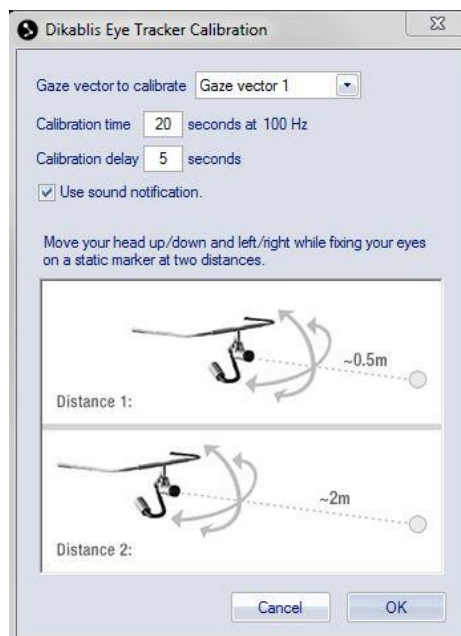 Dikablis Eye Tracker Calibration
Gaze vector to calibrate Gaze vector 1
Calibration time 20 seconds at 100 Hz
Calibration delay 5 seconds
Use sound notification.
Move your head up/down and left/right while fixing your eyes
on a static marker at two distances.
~0.5m
Distance 1:
~2m
Distance 2:
Cancel OK